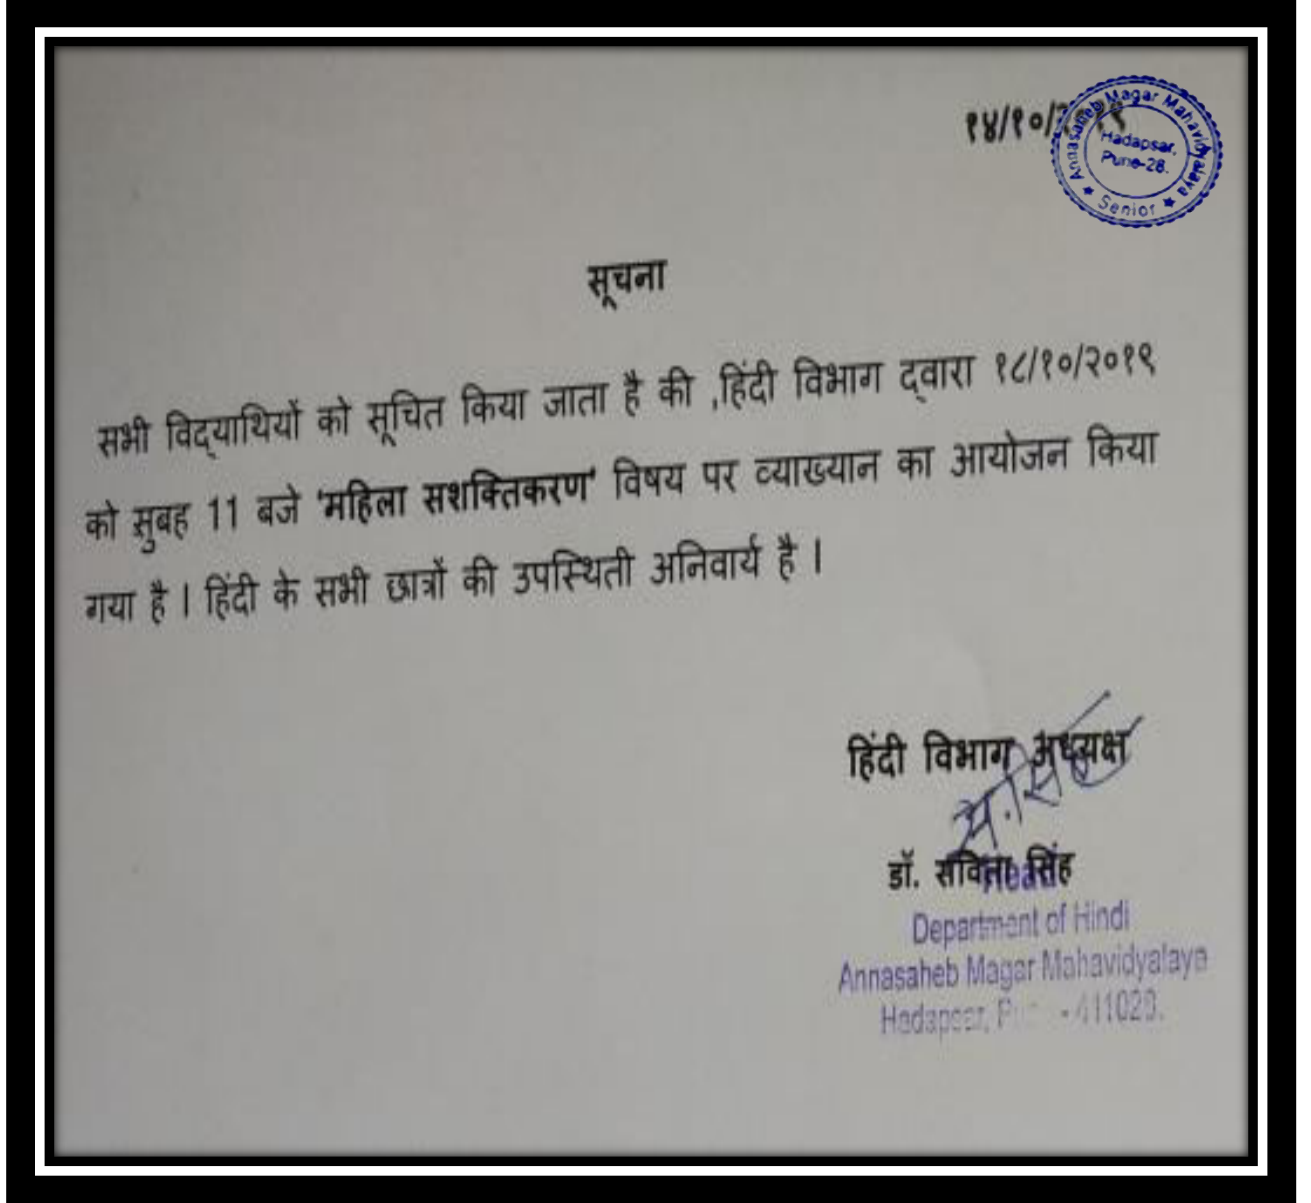 १४/१०/२०१९
Annasaheb Magar Mahavidyalaya
Hadapsar,
Pune-28.
★ Senior ★
सूचना
सभी विद्याथियों को सूचित किया जाता है की ,हिंदी विभाग द्वारा १८/१०/२०१९
को सुबह 11 बजे 'महिला सशक्तिकरण' विषय पर व्याख्यान का आयोजन किया
गया है । हिंदी के सभी छात्रों की उपस्थिती अनिवार्य है ।
हिंदी विभाग अध्यक्ष
डॉ. सविता सिंह
Head
Department of Hindi
Annasaheb Magar Mahavidyalaya
Hadapsar, - 411028.